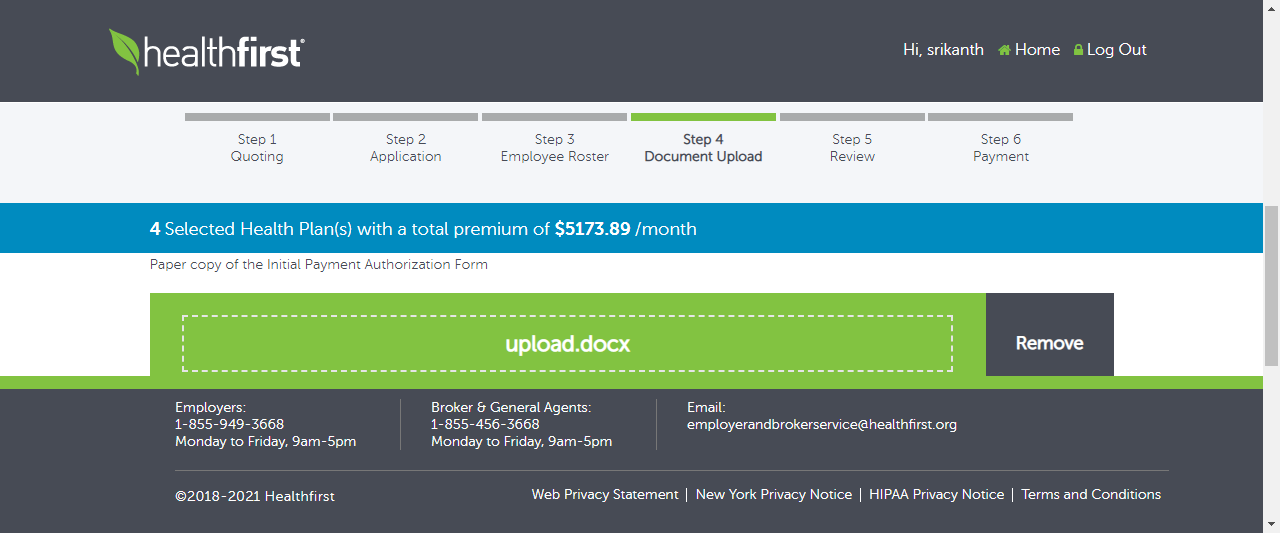 healthfirst®
Hi, srikanth Home Log Out
Step 1 Step 2 Step 3 Step 4 Step 5 Step 6
Quoting Application Employee Roster Document Upload Review Payment
4 Selected Health Plan(s) with a total premium of $5173.89 /month
Paper copy of the Initial Payment Authorization Form
upload.docx Remove
Employers:
1-855-949-3668
Monday to Friday, 9am-5pm
Broker & General Agents:
1-855-456-3668
Monday to Friday, 9am-5pm
Email:
employerandbrokerservice@healthfirst.org
©2018-2021 Healthfirst
Web Privacy Statement | New York Privacy Notice | HIPAA Privacy Notice | Terms and Conditions